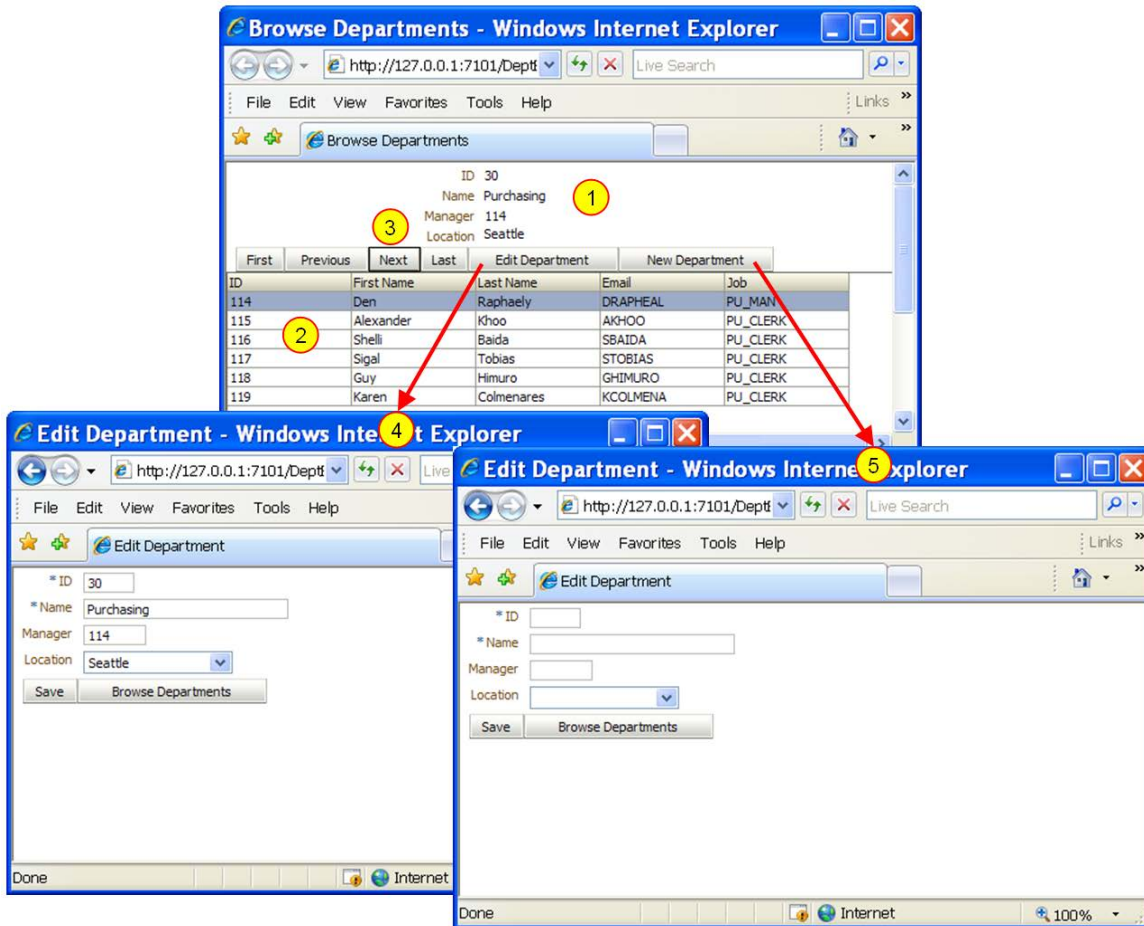 Browse Departments - Windows Internet Explorer
http://127.0.0.1:7101/DeptE
Live Search
File Edit View Favorites Tools Help
Links »
Browse Departments
»
ID 30
Name Purchasing
1
Manager 114
3
Location Seattle
First Previous Next Last Edit Department New Department
ID First Name Last Name Email Job
114 Den Raphaely DRAPHEAL PU_MAN
115 Alexander Khoo AKHOO PU_CLERK
2
116 Shelli Baida SBAIDA PU_CLERK
117 Sigal Tobias STOBIAS PU_CLERK
118 Guy Himuro GHIMURO PU_CLERK
119 Karen Colmenares KCOLMENA PU_CLERK
4
Edit Department - Windows Internet Explorer
http://127.0.0.1:7101/DeptE
Live
File Edit View Favorites Tools Help
Edit Department
* ID 30
* Name Purchasing
Manager 114
Location Seattle
Save Browse Departments
Done
Internet
5
Edit Department - Windows Internet Explorer
http://127.0.0.1:7101/DeptE
Live Search
File Edit View Favorites Tools Help
Links »
Edit Department
»
* ID
* Name
Manager
Location
Save Browse Departments
Done
Internet
100%